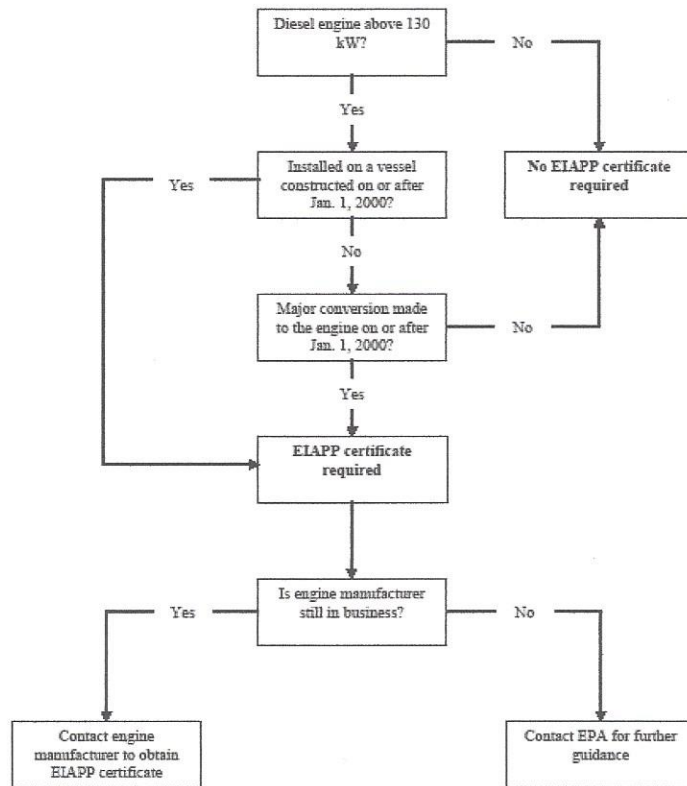 Diesel engine above 130
kW?
No
Yes
Installed on a vessel
constructed on or after
Jan. 1, 2000?
Yes
No EIAPP certificate
required
No
Major conversion made
to the engine on or after
Jan. 1, 2000?
No
Yes
EIAPP certificate
required
Is engine manufacturer
still in business?
Yes
No
Contact engine
manufacturer to obtain
EIAPP certificate
Contact EPA for further
guidance